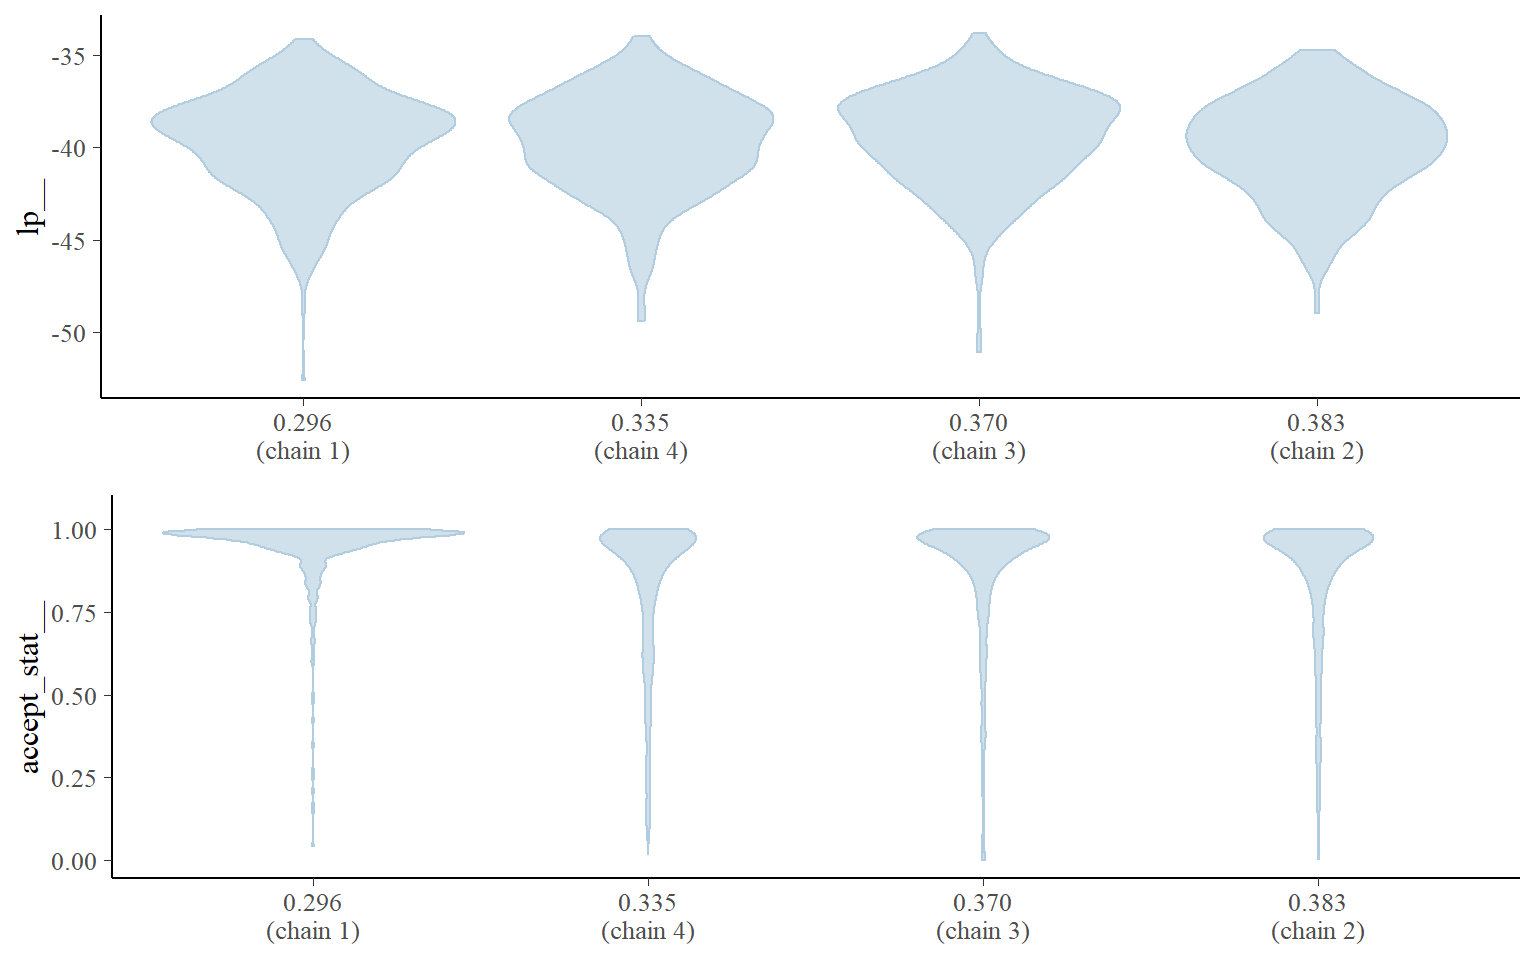 lp__
-35
-40
-45
-50
0.296 0.335 0.370 0.383
(chain 1) (chain 4) (chain 3) (chain 2)
accept_stat__
1.00
0.75
0.50
0.25
0.00
0.296 0.335 0.370 0.383
(chain 1) (chain 4) (chain 3) (chain 2)